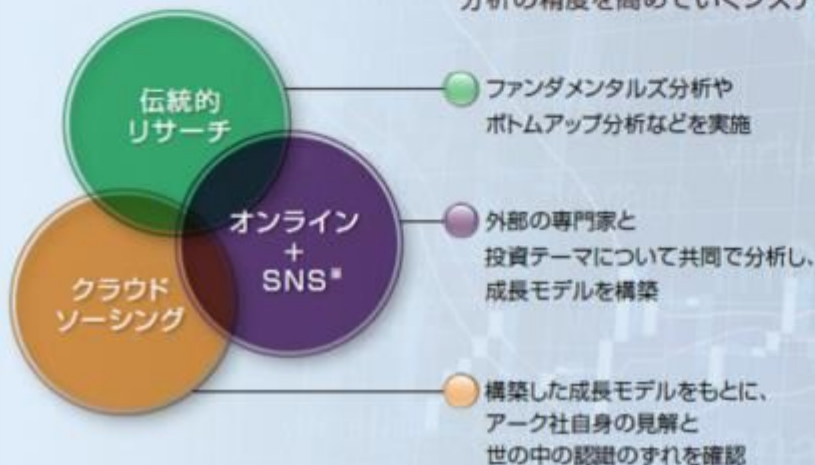 分析の精度を高めていくシステ
伝統的
リサーチ
ファンダメンタルズ分析や
ボトムアップ分析などを実施
オンライン
+
SNS※
外部の専門家と
投資テーマについて共同で分析し、
成長モデルを構築
クラウド
ソーシング
構築した成長モデルをもとに、
アーク社自身の見解と
世の中の認識のずれを確認